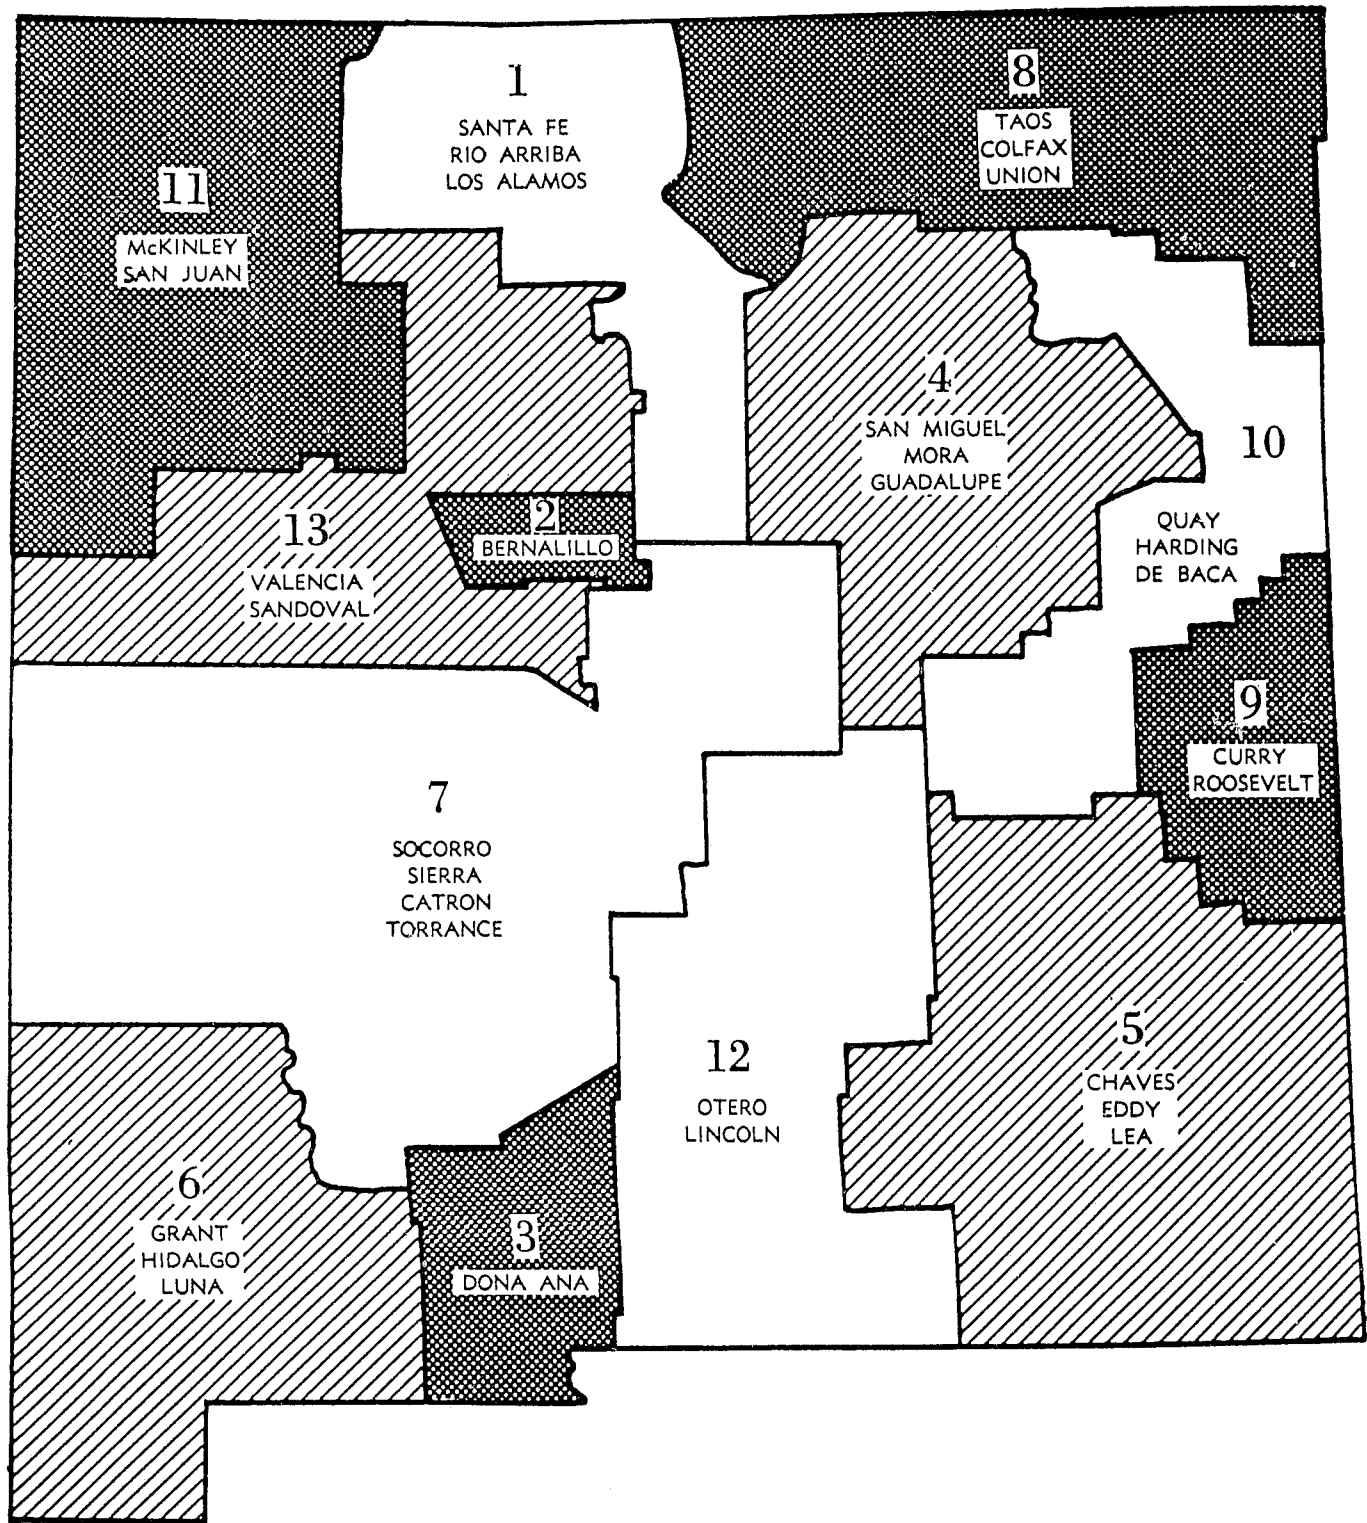 1
SANTA FE
RIO ARRIBA
LOS ALAMOS
8
TAOS
COLFAX
UNION
11
McKINLEY
SAN JUAN
4
SAN MIGUEL
MORA
GUADALUPE
10
QUAY
HARDING
DE BACA
2
BERNALILLO
13
VALENCIA
SANDOVAL
9
CURRY
ROOSEVELT
7
SOCORRO
SIERRA
CATRON
TORRANCE
12
OTERO
LINCOLN
5
CHAVES
EDDY
LEA
6
GRANT
HIDALGO
LUNA
3
DONA ANA